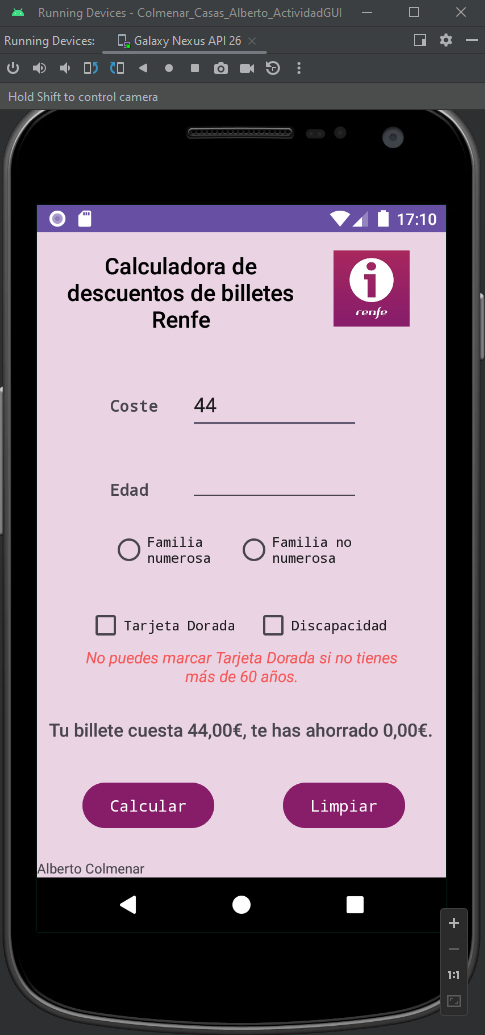 Running Devices - Colmenar_Casas_Alberto_ActividadGUI
Running Devices: Galaxy Nexus API 26
Hold Shift to control camera
17:10
Calculadora de
descuentos de billetes
Renfe
i
renfe
Coste 44
Edad
Familia
numerosa
Familia no
numerosa
Tarjeta Dorada Discapacidad
No puedes marcar Tarjeta Dorada si no tienes
más de 60 años.
Tu billete cuesta 44,00€, te has ahorrado 0,00€.
Calcular Limpiar
Alberto Colmenar
1:1